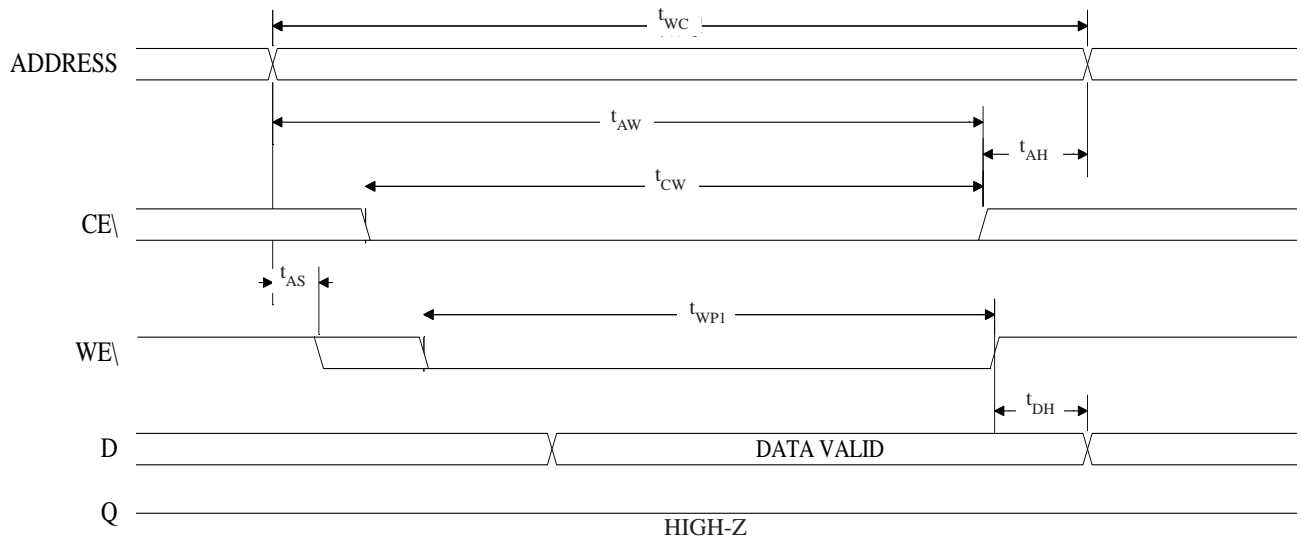 tWC
ADDRESS
tAW
tAH
tCW
CE\
tAS
tWP1
WE\
tDH
D DATA VALID
Q
HIGH-Z